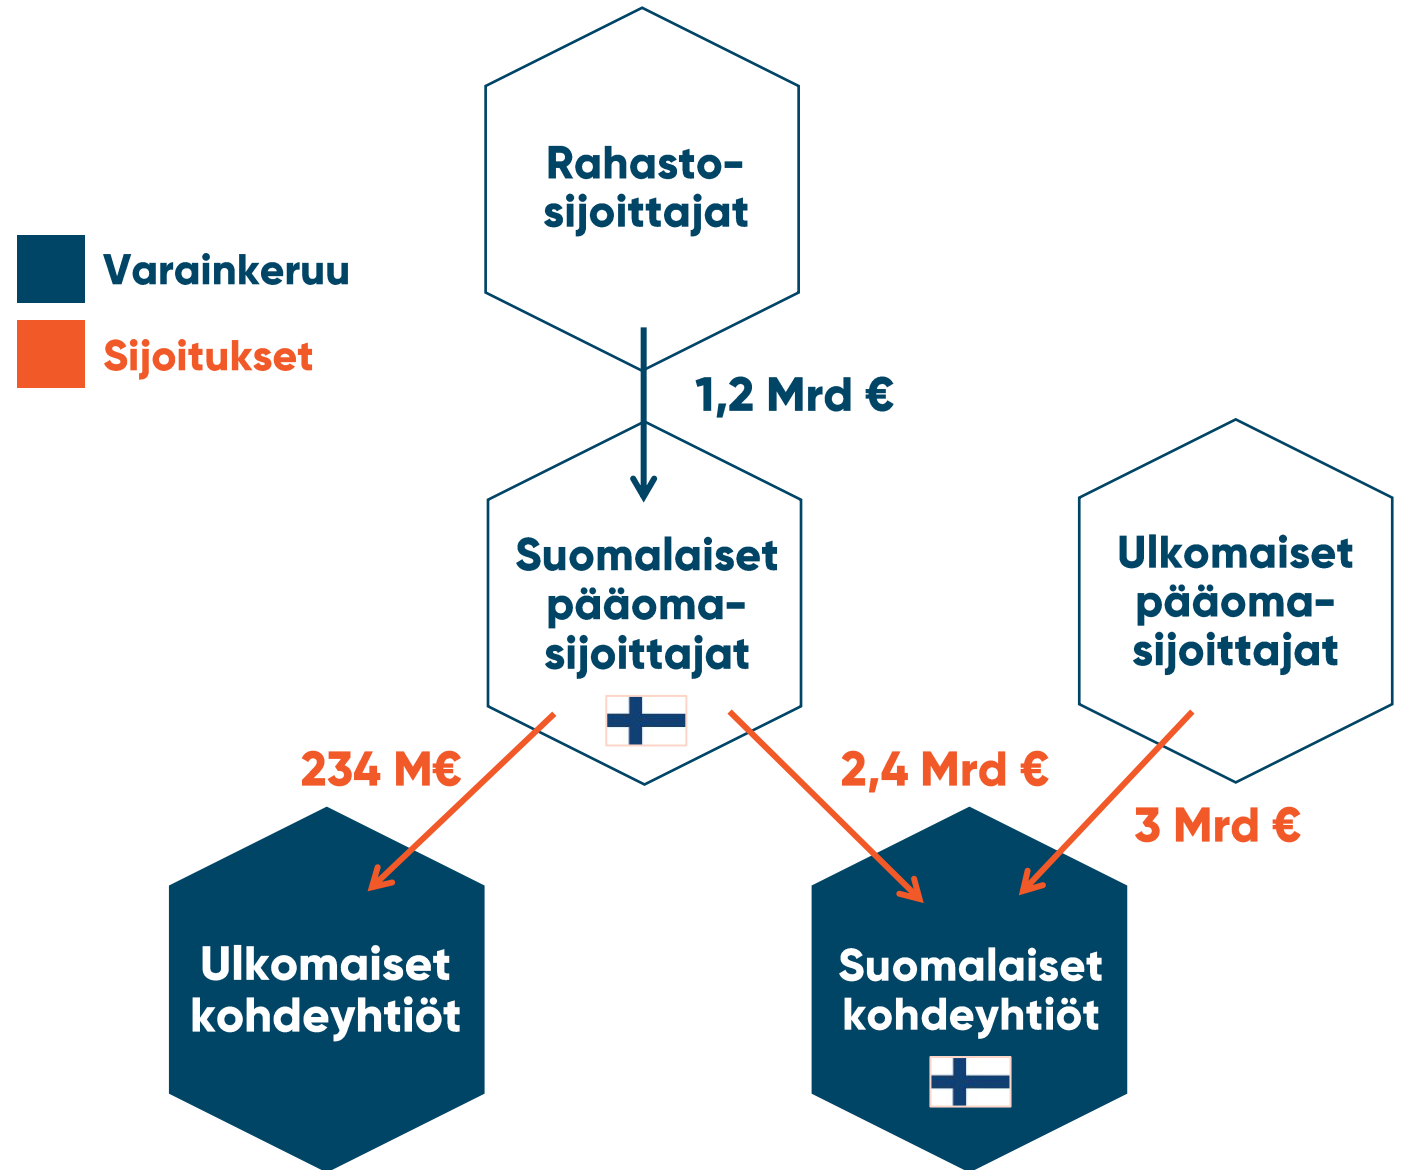 Rahasto-
sijoittajat
Varainkeruu
Sijoitukset
1,2 Mrd €
Suomalaiset
pääoma-
sijoittajat
Ulkomaiset
pääoma-
sijoittajat
234 M€
2,4 Mrd €
3 Mrd €
Ulkomaiset
kohdeyhtiöt
Suomalaiset
kohdeyhtiöt